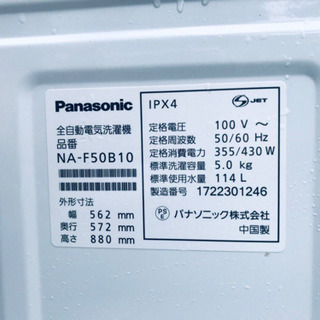 Panasonic
全自動電気洗濯機
品番
NA-F50B10
外形寸法
幅 562 mm
奥行 572 mm
高さ 880 mm
IPX4 JET
定格電圧 100 V ～
定格周波数 50/60 Hz
定格消費電力 355/430 W
標準洗濯容量 5.0 kg
標準使用水量 114 L
製造番号 1722301246
PS E パナソニック株式会社
中国製